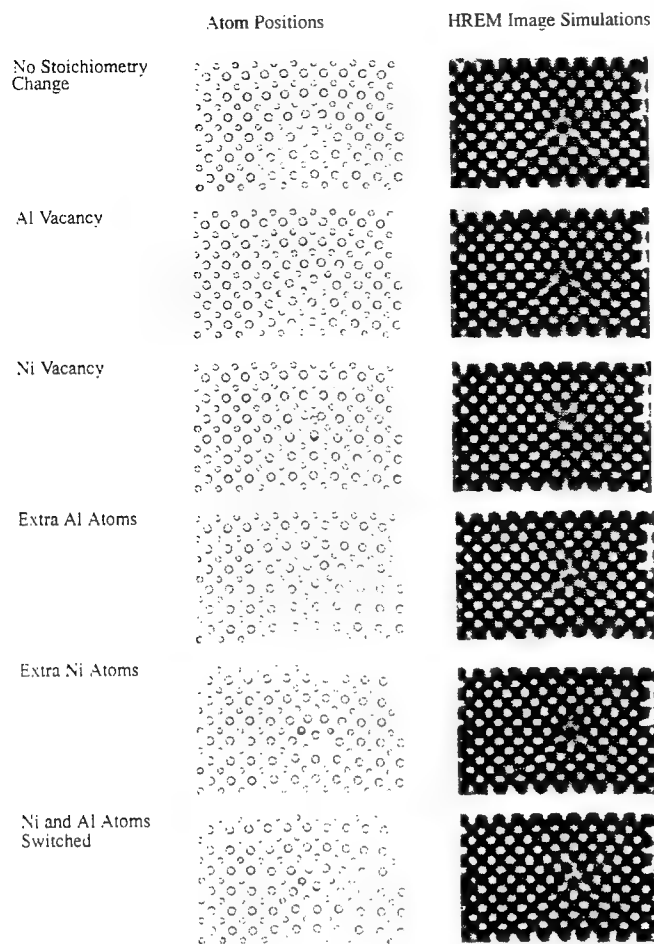 Atom Positions
HREM Image Simulations
No Stoichiometry
Change
Al Vacancy
Ni Vacancy
Extra Al Atoms
Extra Ni Atoms
Ni and Al Atoms
Switched